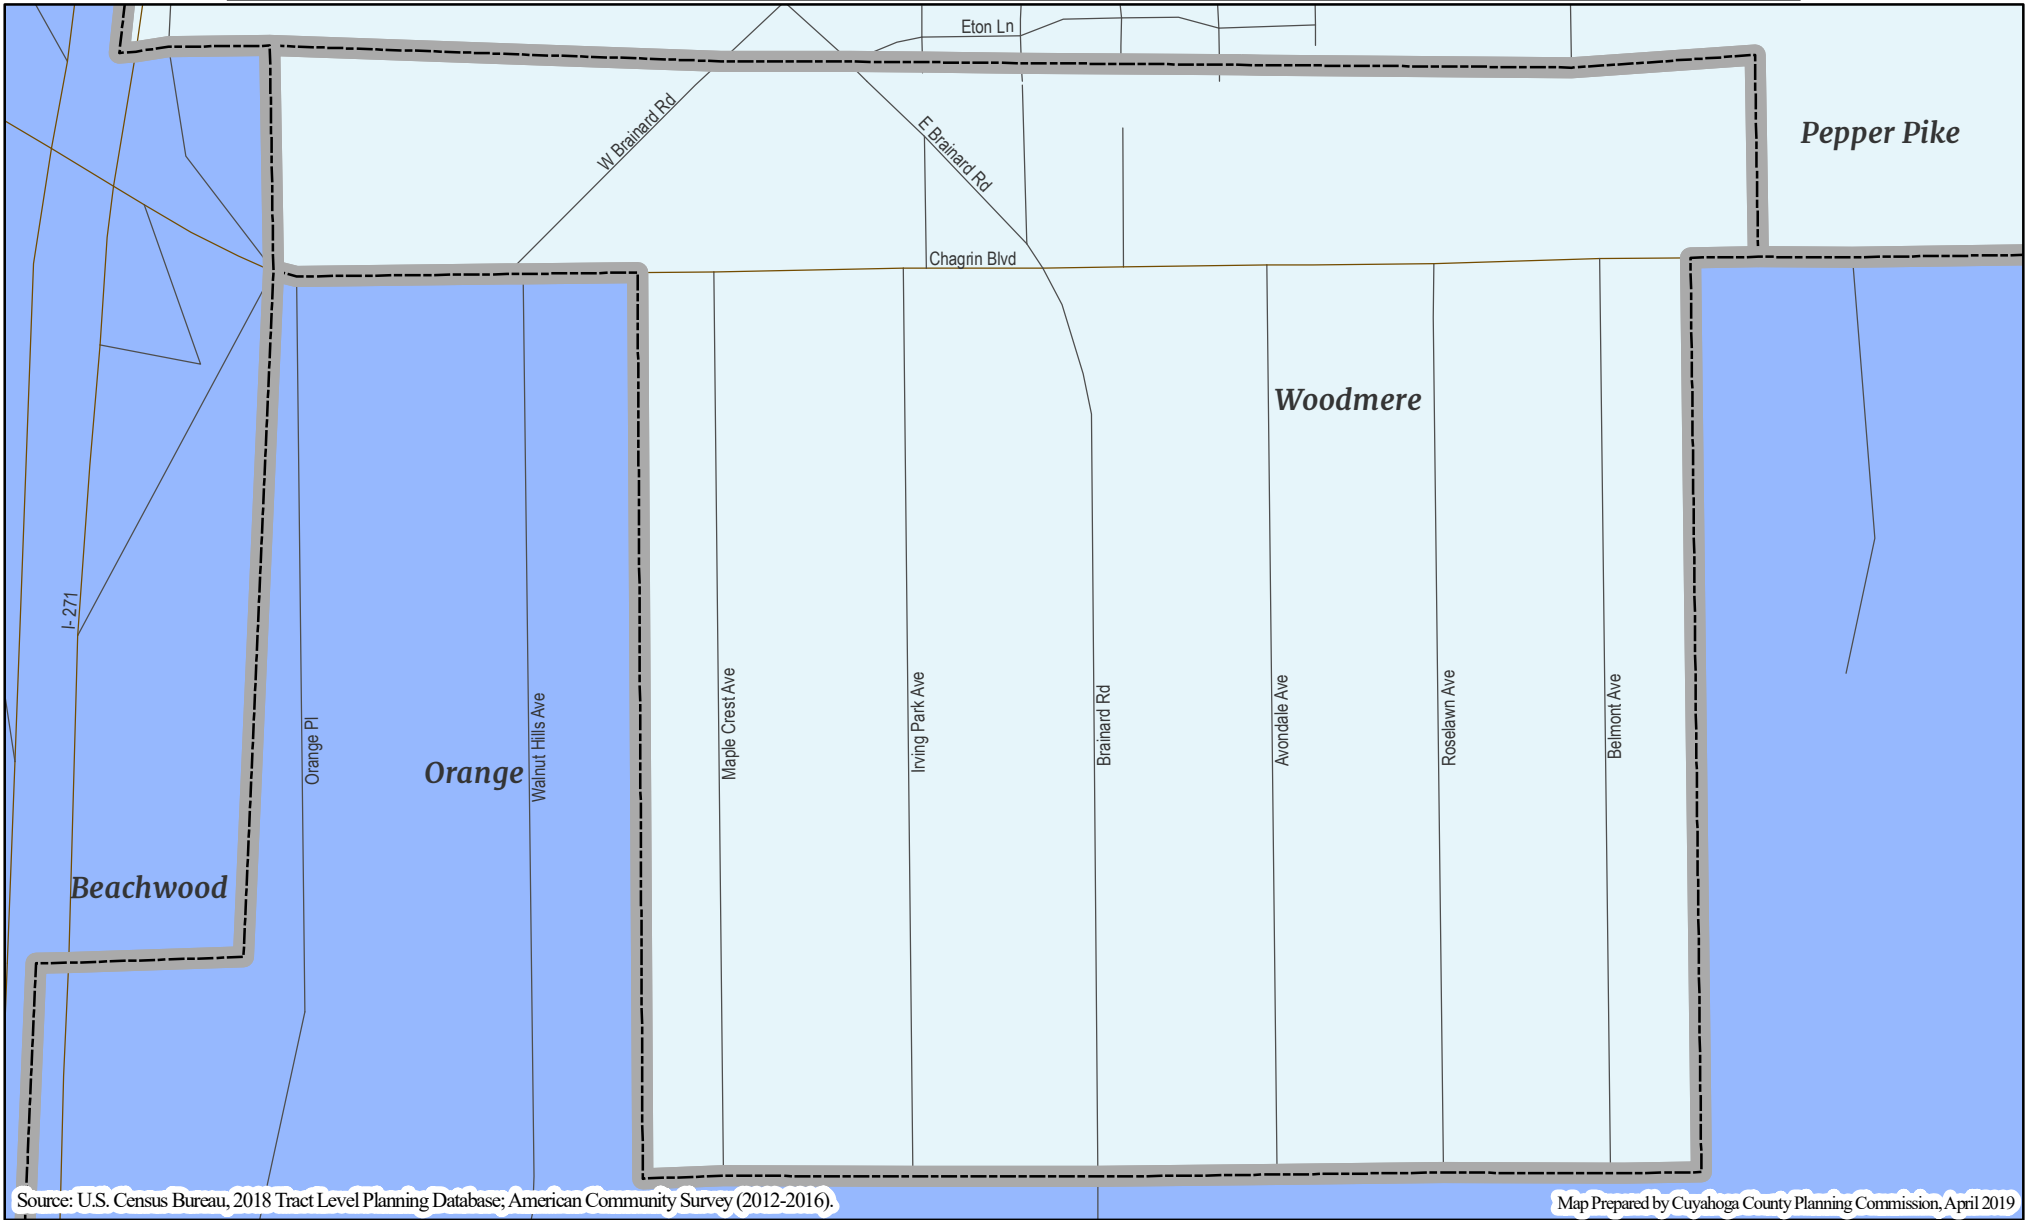 Eton Ln
W Brainard Rd
E Brainard Rd
Pepper Pike
Chagrin Blvd
Woodmere
I- 271
Maple Crest Ave
Irving Park Ave
Brainard Rd
Avondale Ave
Roselawn Ave
Belmont Ave
Orange Pl
Walnut Hills Ave
Orange
Beachwood
Source: U.S. Census Bureau, 2018 Tract Level Planning Database; American Community Survey (2012-2016).
Map Prepared by Cuyahoga County Planning Commission, April 2019